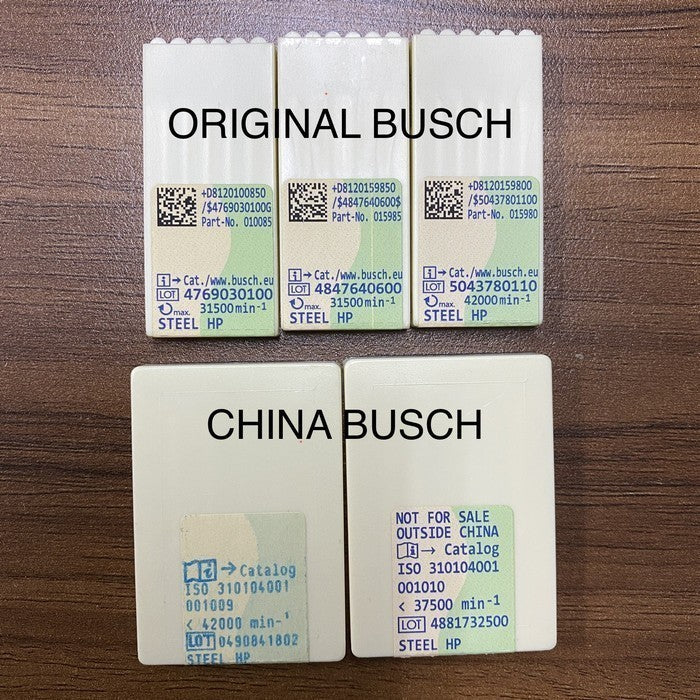 ORIGINAL BUSCH
+D8120100850
/$4769030100G
Part-No. 010085
i → Cat./www.busch.eu
LOT 4769030100
max. 31500 min⁻¹
STEEL HP
+D8120159850
/$4847640600$
Part-No. 015985
i → Cat./www.busch.eu
LOT 4847640600
max. 31500 min⁻¹
STEEL HP
+D8120159800
/$50437801100
Part-No. 015980
i → Cat./www.busch.eu
LOT 5043780110
max. 42000 min⁻¹
STEEL HP
CHINA BUSCH
i → Catalog
ISO 310104001
001009
< 42000 min⁻¹
LOT 0490841802
STEEL HP
NOT FOR SALE
OUTSIDE CHINA
i → Catalog
ISO 310104001
001010
< 37500 min⁻¹
LOT 4881732500
STEEL HP